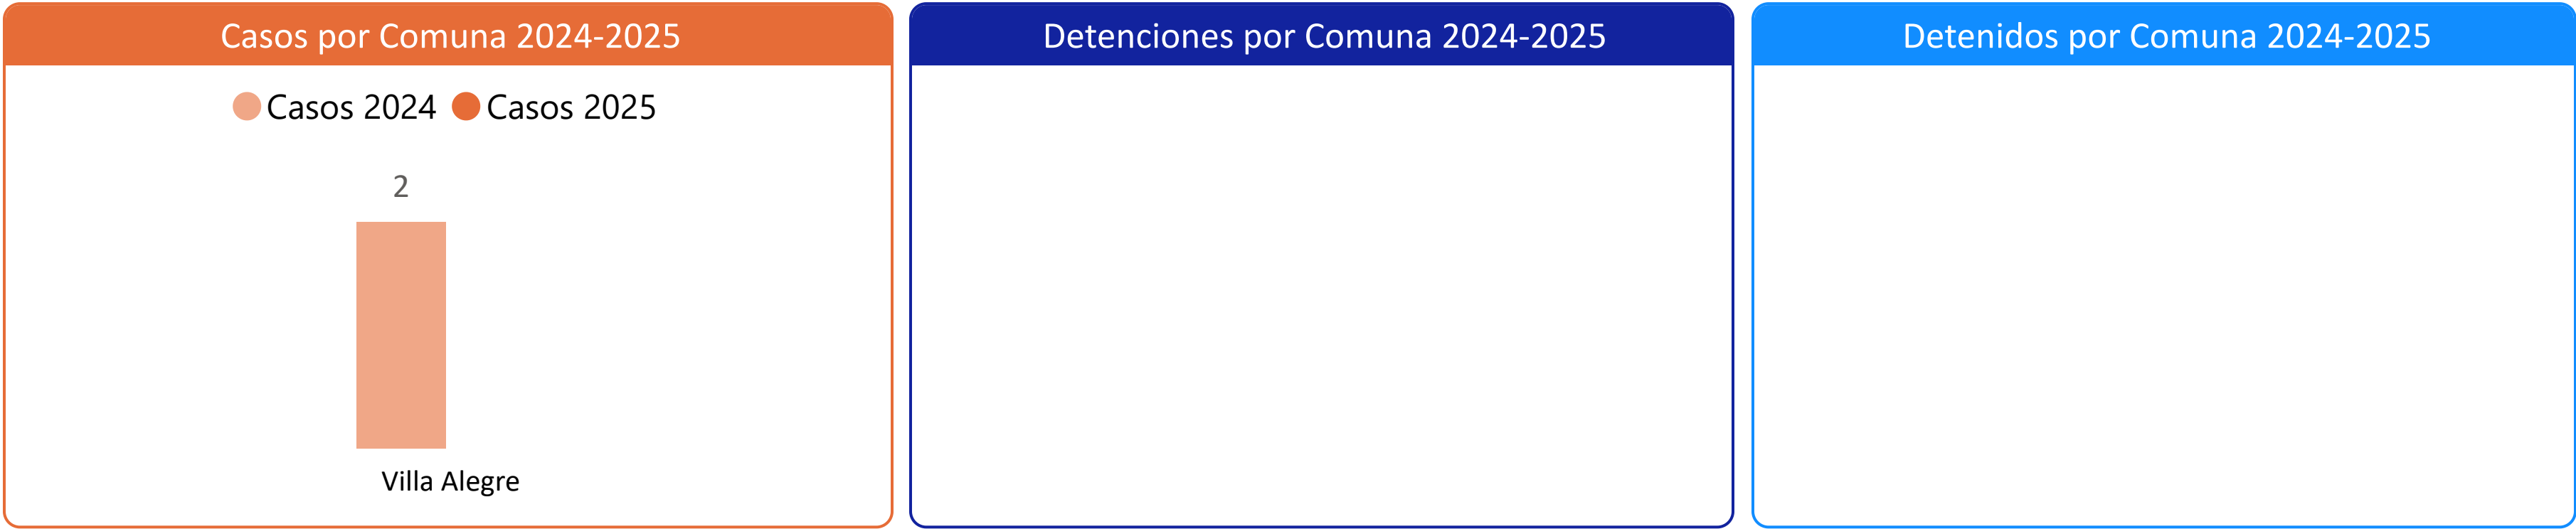 Casos por Comuna 2024-2025
Casos 2024 Casos 2025
2
Villa Alegre
Detenciones por Comuna 2024-2025
Detenidos por Comuna 2024-2025